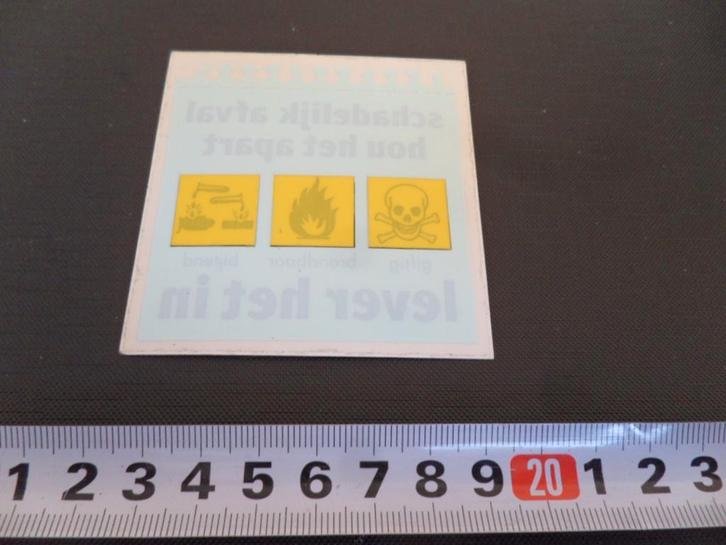 schadelijk afval
hou het apart
giftig brandbaar bijtend
lever het in
1 2 3 4 5 6 7 8 9 20 1 2 3